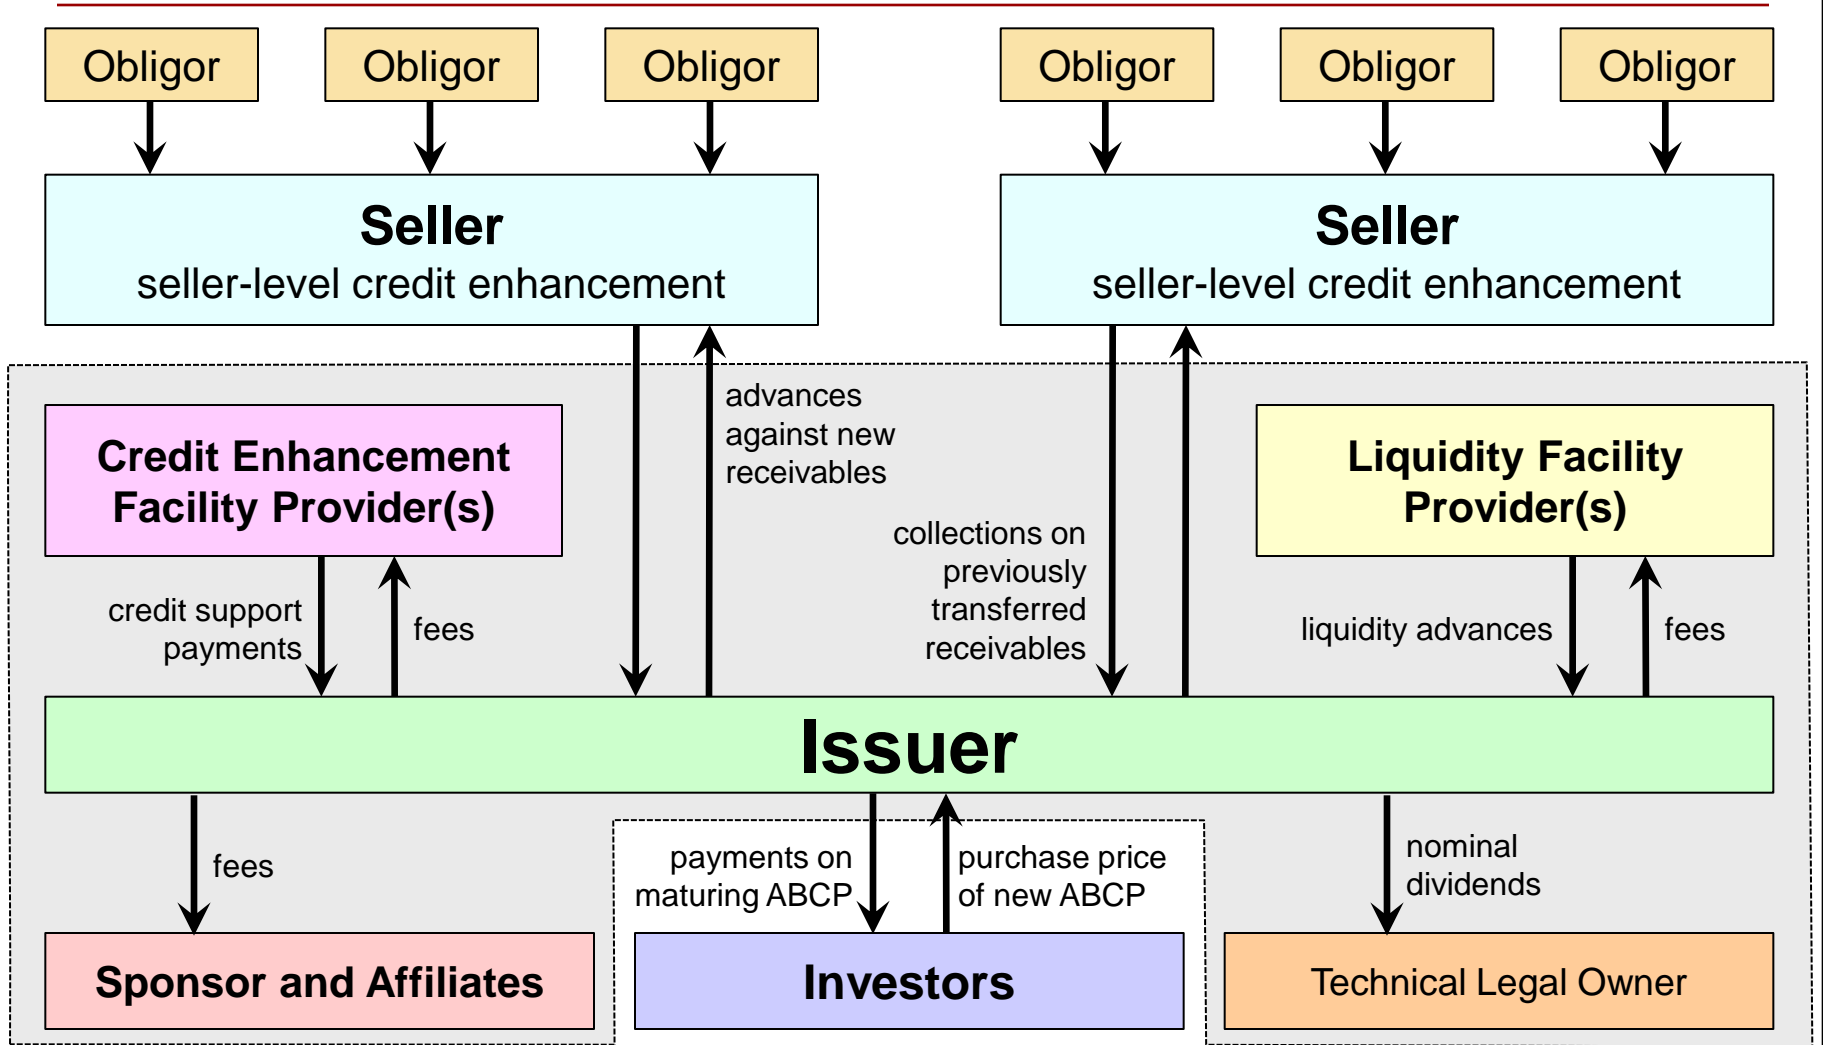 Obligor
Obligor
Obligor
Obligor
Obligor
Obligor
Seller
seller-level credit enhancement
Seller
seller-level credit enhancement
advances
against new
receivables
Credit Enhancement
Facility Provider(s)
Liquidity Facility
Provider(s)
collections on
previously
transferred
receivables
credit support
payments
fees
liquidity advances
fees
Issuer
fees
payments on
maturing ABCP
purchase price
of new ABCP
nominal
dividends
Sponsor and Affiliates
Investors
Technical Legal Owner